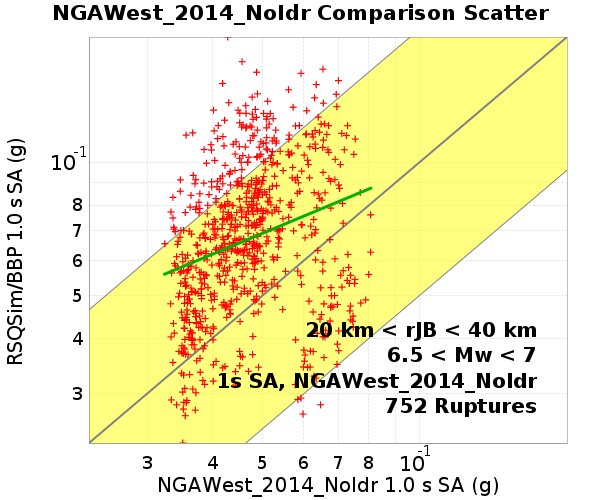 NGAWest_2014_NoIdr Comparison Scatter
RSQSim/BBP 1.0 s SA (g)
10-1
8
7
6
5
4
3
20 km < rJB < 40 km
6.5 < Mw < 7
1s SA, NGAWest_2014_NoIdr
752 Ruptures
3 4 5 6 7 8 10-1
NGAWest_2014_NoIdr 1.0 s SA (g)